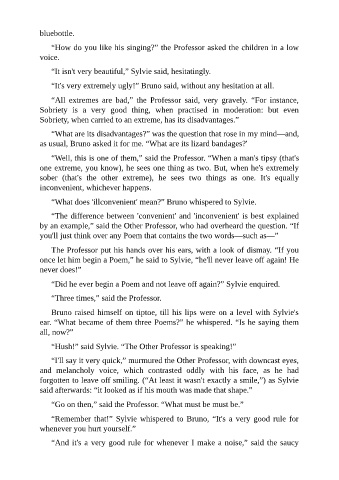 bluebottle.
“How do you like his singing?” the Professor asked the children in a low
voice.
“It isn't very beautiful,” Sylvie said, hesitatingly.
“It's very extremely ugly!” Bruno said, without any hesitation at all.
“All extremes are bad,” the Professor said, very gravely. “For instance,
Sobriety is a very good thing, when practised in moderation: but even
Sobriety, when carried to an extreme, has its disadvantages.”
“What are its disadvantages?” was the question that rose in my mind—and,
as usual, Bruno asked it for me. “What are its lizard bandages?'
“Well, this is one of them,” said the Professor. “When a man's tipsy (that's
one extreme, you know), he sees one thing as two. But, when he's extremely
sober (that's the other extreme), he sees two things as one. It's equally
inconvenient, whichever happens.
“What does 'illconvenient' mean?” Bruno whispered to Sylvie.
“The difference between 'convenient' and 'inconvenient' is best explained
by an example,” said the Other Professor, who had overheard the question. “If
you'll just think over any Poem that contains the two words—such as—”
The Professor put his hands over his ears, with a look of dismay. “If you
once let him begin a Poem,” he said to Sylvie, “he'll never leave off again! He
never does!”
“Did he ever begin a Poem and not leave off again?” Sylvie enquired.
“Three times,” said the Professor.
Bruno raised himself on tiptoe, till his lips were on a level with Sylvie's
ear. “What became of them three Poems?” he whispered. “Is he saying them
all, now?”
“Hush!” said Sylvie. “The Other Professor is speaking!”
“I'll say it very quick,” murmured the Other Professor, with downcast eyes,
and melancholy voice, which contrasted oddly with his face, as he had
forgotten to leave off smiling. (“At least it wasn't exactly a smile,”) as Sylvie
said afterwards: “it looked as if his mouth was made that shape.”
“Go on then,” said the Professor. “What must be must be.”
“Remember that!” Sylvie whispered to Bruno, “It's a very good rule for
whenever you hurt yourself.”
“And it's a very good rule for whenever I make a noise,” said the saucy